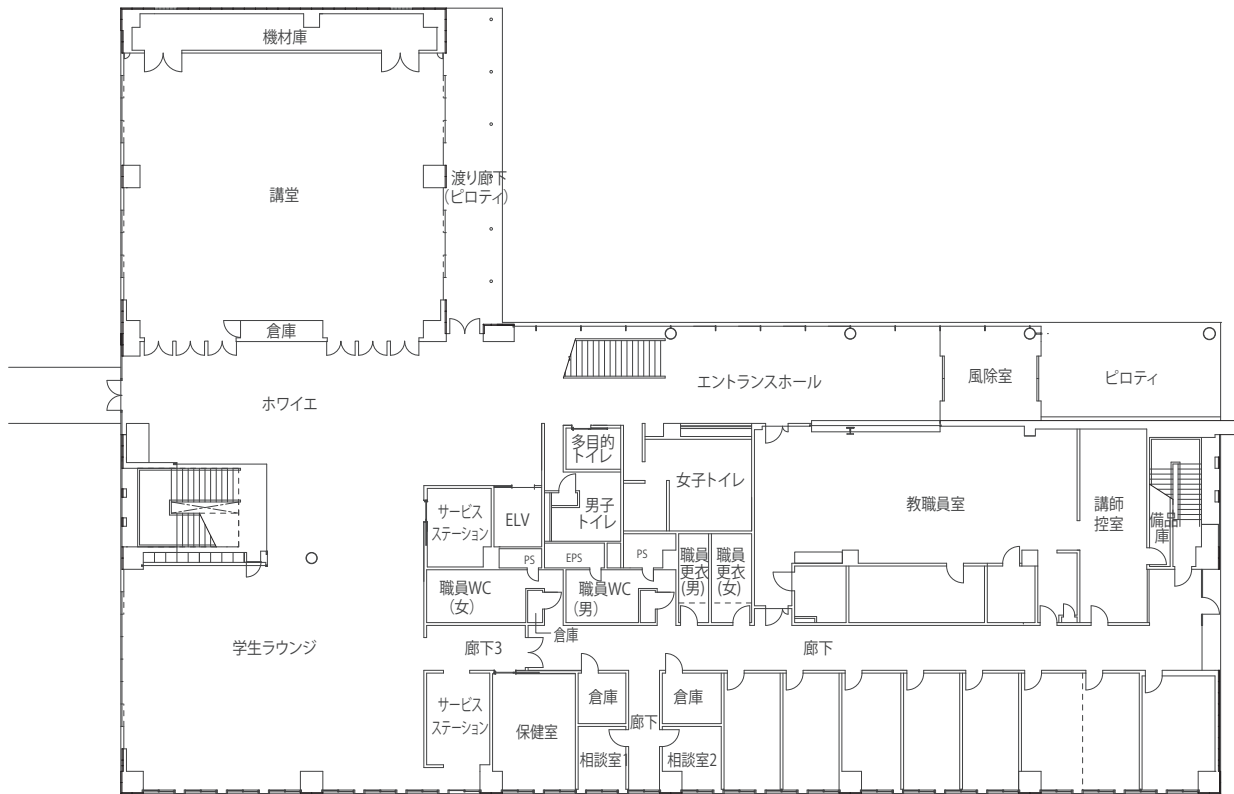 機材庫
講堂
渡り廊下
(ピロティ)
倉庫
ホワイエ
エントランスホール
風除室
ピロティ
多目的
トイレ
女子トイレ
男子
トイレ
サービス
ステーション
ELV
教職員室
講師
控室
備品
庫
PS
EPS
PS
職員
更衣
(男)
職員
更衣
(女)
職員WC
(女)
職員WC
(男)
倉庫
学生ラウンジ
廊下3
廊下
サービス
ステーション
保健室
倉庫
倉庫
廊下
相談室1
相談室2